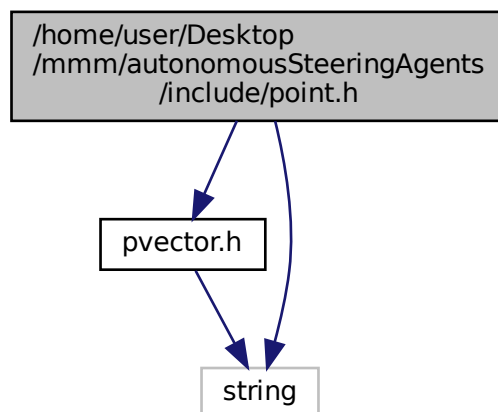 /home/user/Desktop
/mmm/autonomousSteeringAgents
/include/point.h
pvector.h
string